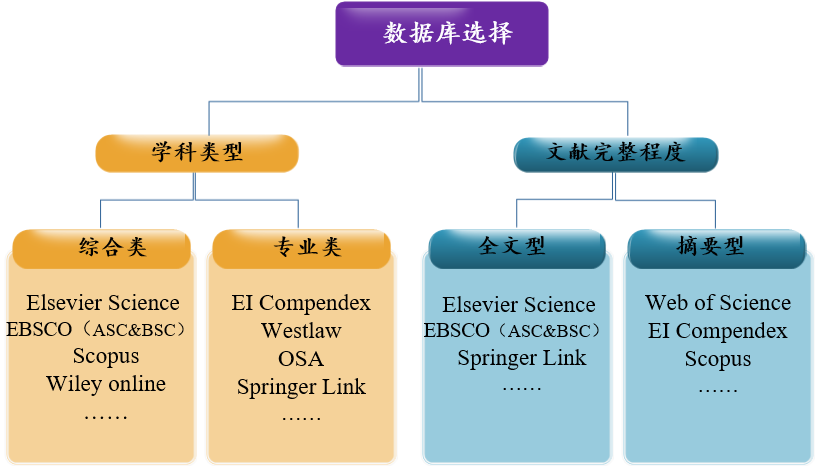 数据库选择
学科类型
文献完整程度
综合类
专业类
全文型
摘要型
Elsevier Science
EBSCO（ASC&BSC）
Scopus
Wiley online
……
EI Compendex
Westlaw
OSA
Springer Link
……
Elsevier Science
EBSCO（ASC&BSC）
Springer Link
……
Web of Science
EI Compendex
Scopus
……